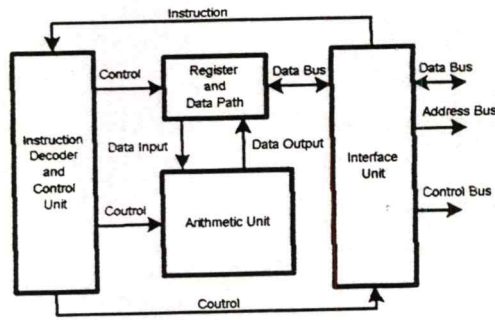 Instruction
Control
Register
and
Data Path
Data Bus
Data Bus
Address Bus
Data Input
Data Output
Instruction
Decoder
and
Control
Unit
Interface
Unit
Coutrol
Arithmetic Unit
Control Bus
Coutrol